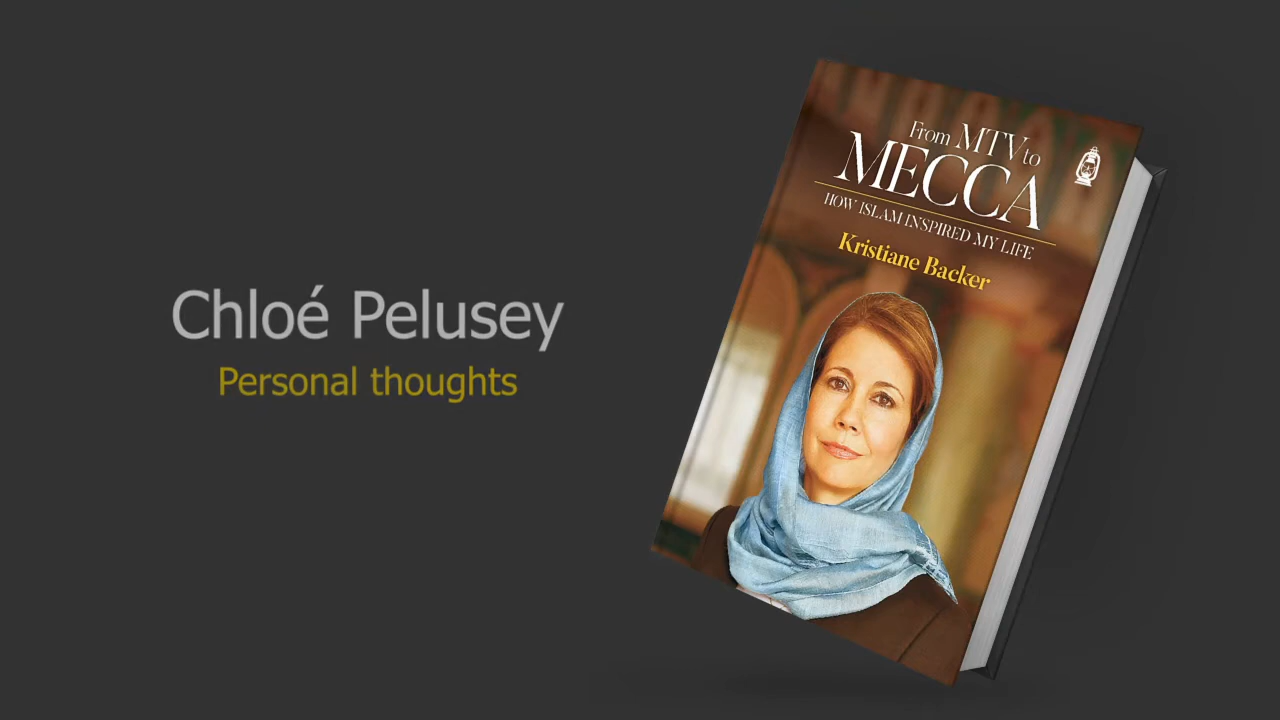 Chloé Pelusey
Personal thoughts
From MTV to
MECCA
HOW ISLAM INSPIRED MY LIFE
Kristiane Backer